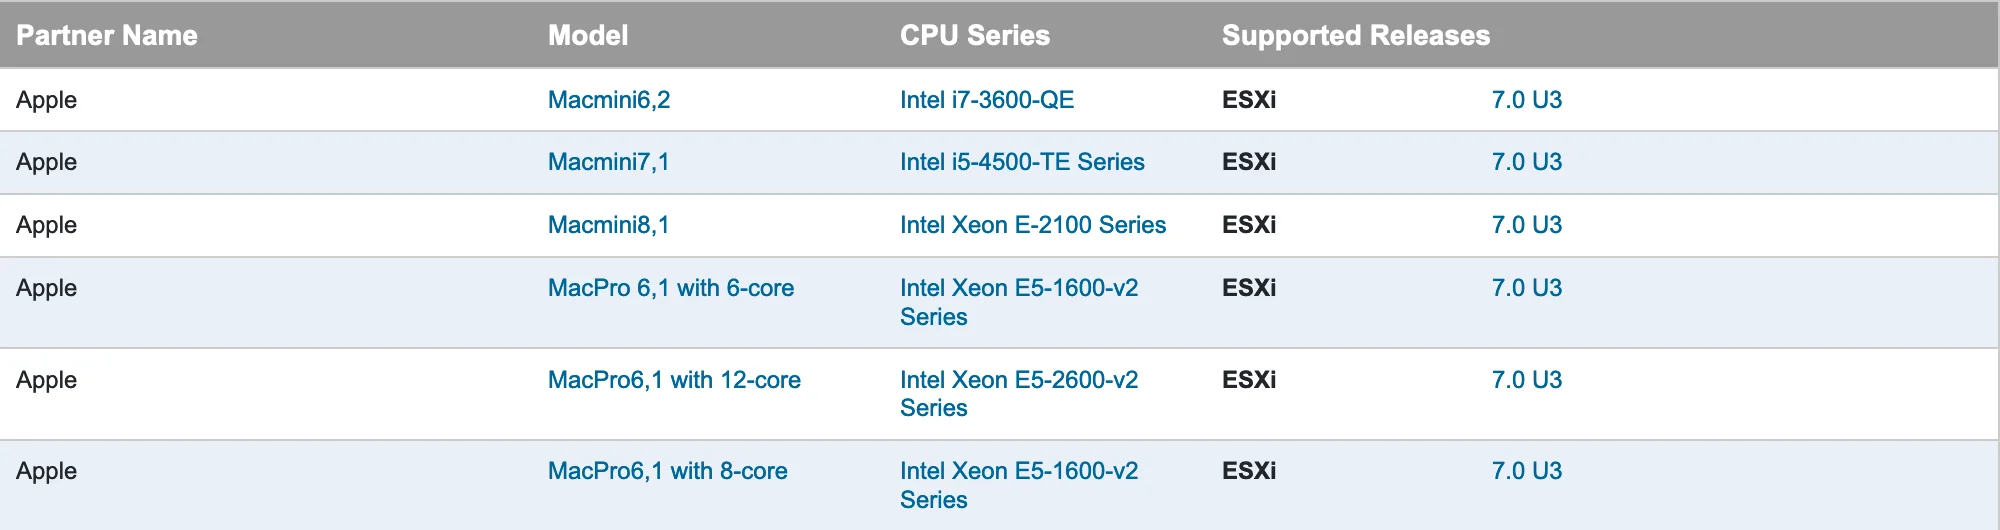 Partner Name Model CPU Series Supported Releases
Apple Macmini6,2 Intel i7-3600-QE ESXi 7.0 U3
Apple Macmini7,1 Intel i5-4500-TE Series ESXi 7.0 U3
Apple Macmini8,1 Intel Xeon E-2100 Series ESXi 7.0 U3
Apple MacPro 6,1 with 6-core Intel Xeon E5-1600-v2 ESXi 7.0 U3
Series
Apple MacPro6,1 with 12-core Intel Xeon E5-2600-v2 ESXi 7.0 U3
Series
Apple MacPro6,1 with 8-core Intel Xeon E5-1600-v2 ESXi 7.0 U3
Series